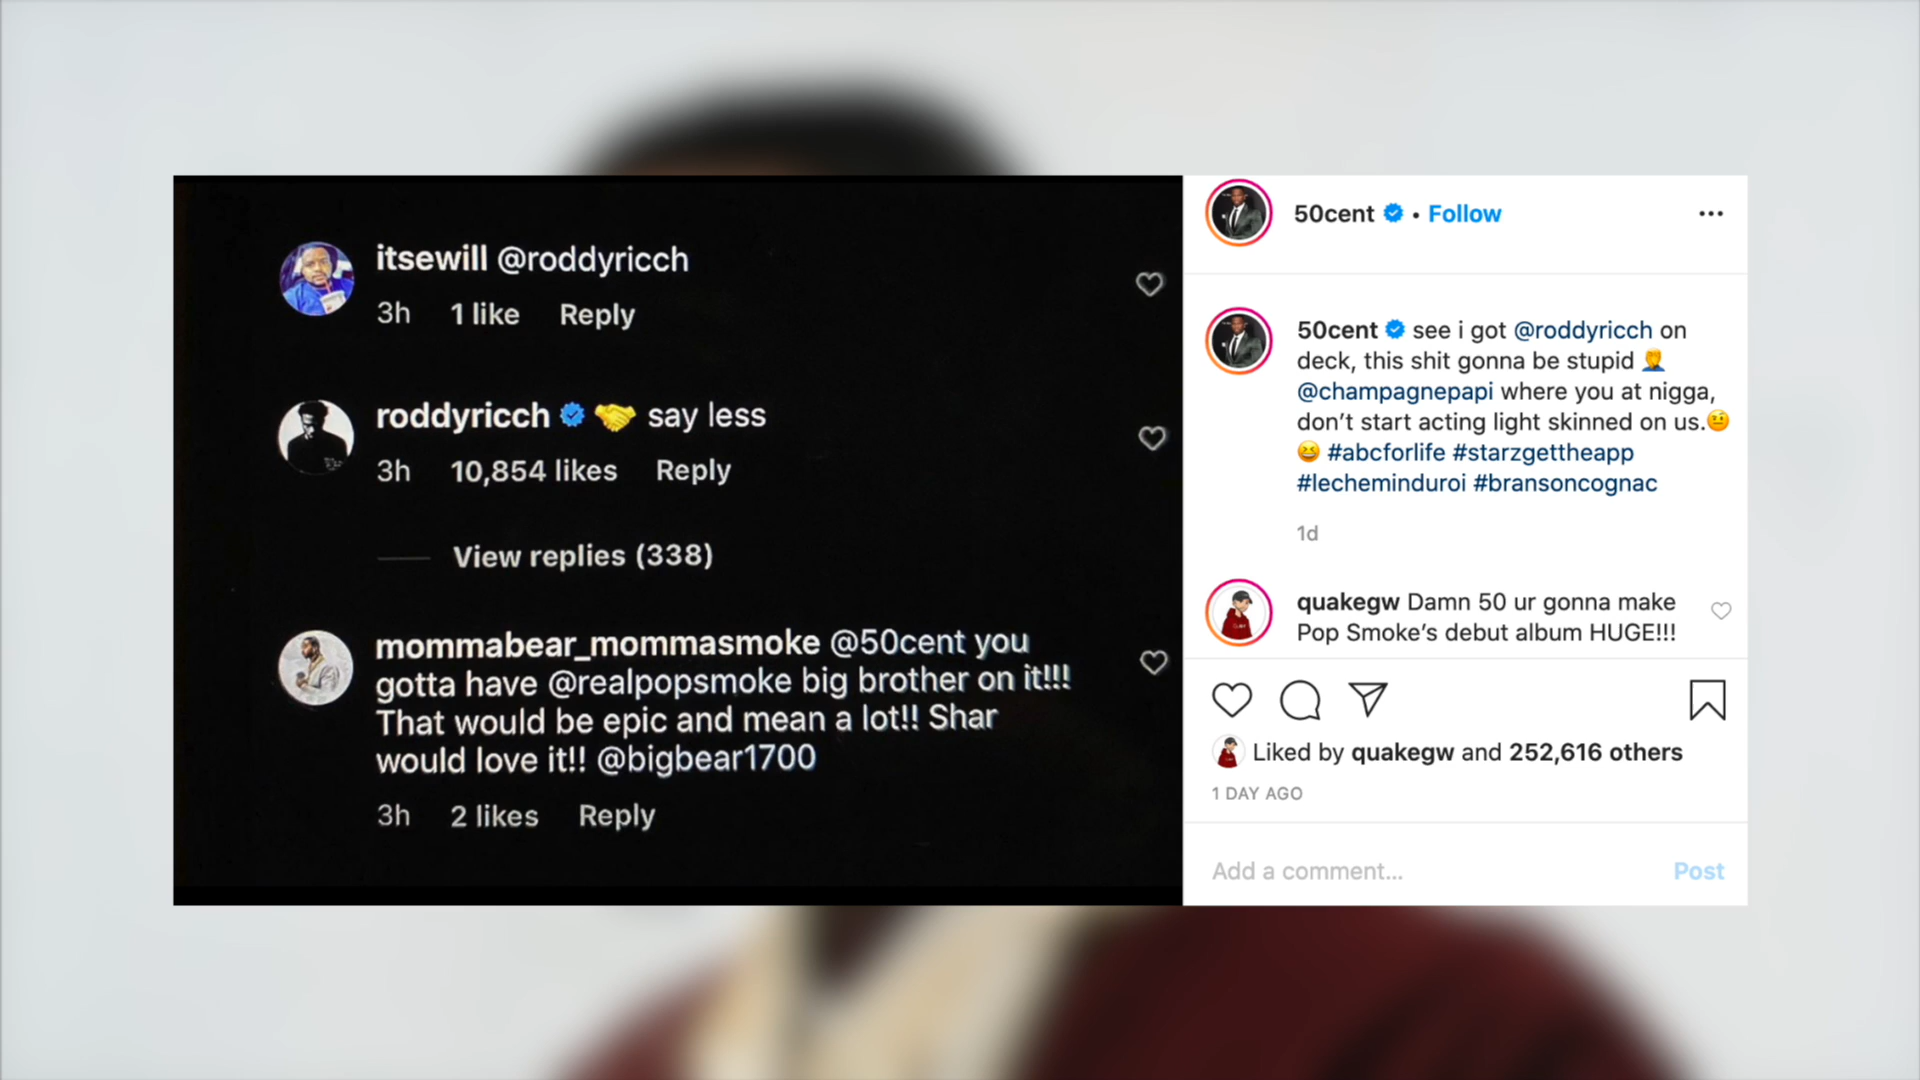 itsewill @roddyricch
3h 1 like Reply
roddyricch 🤝 say less
3h 10,854 likes Reply
View replies (338)
mommabear_mommasmoke @50cent you
gotta have @realpopsmoke big brother on it!!!
That would be epic and mean a lot!! Shar
would love it!! @bigbear1700
3h 2 likes Reply
50cent • Follow
50cent see i got @roddyricch on
deck, this shit gonna be stupid 🤦
@champagnepapi where you at nigga,
don't start acting light skinned on us.🤨
😆 #abcforlife #starzgettheapp
#lecheminduroi #bransoncognac
1d
quakegw Damn 50 ur gonna make
Pop Smoke's debut album HUGE!!!
Liked by quakegw and 252,616 others
1 DAY AGO
Add a comment... Post